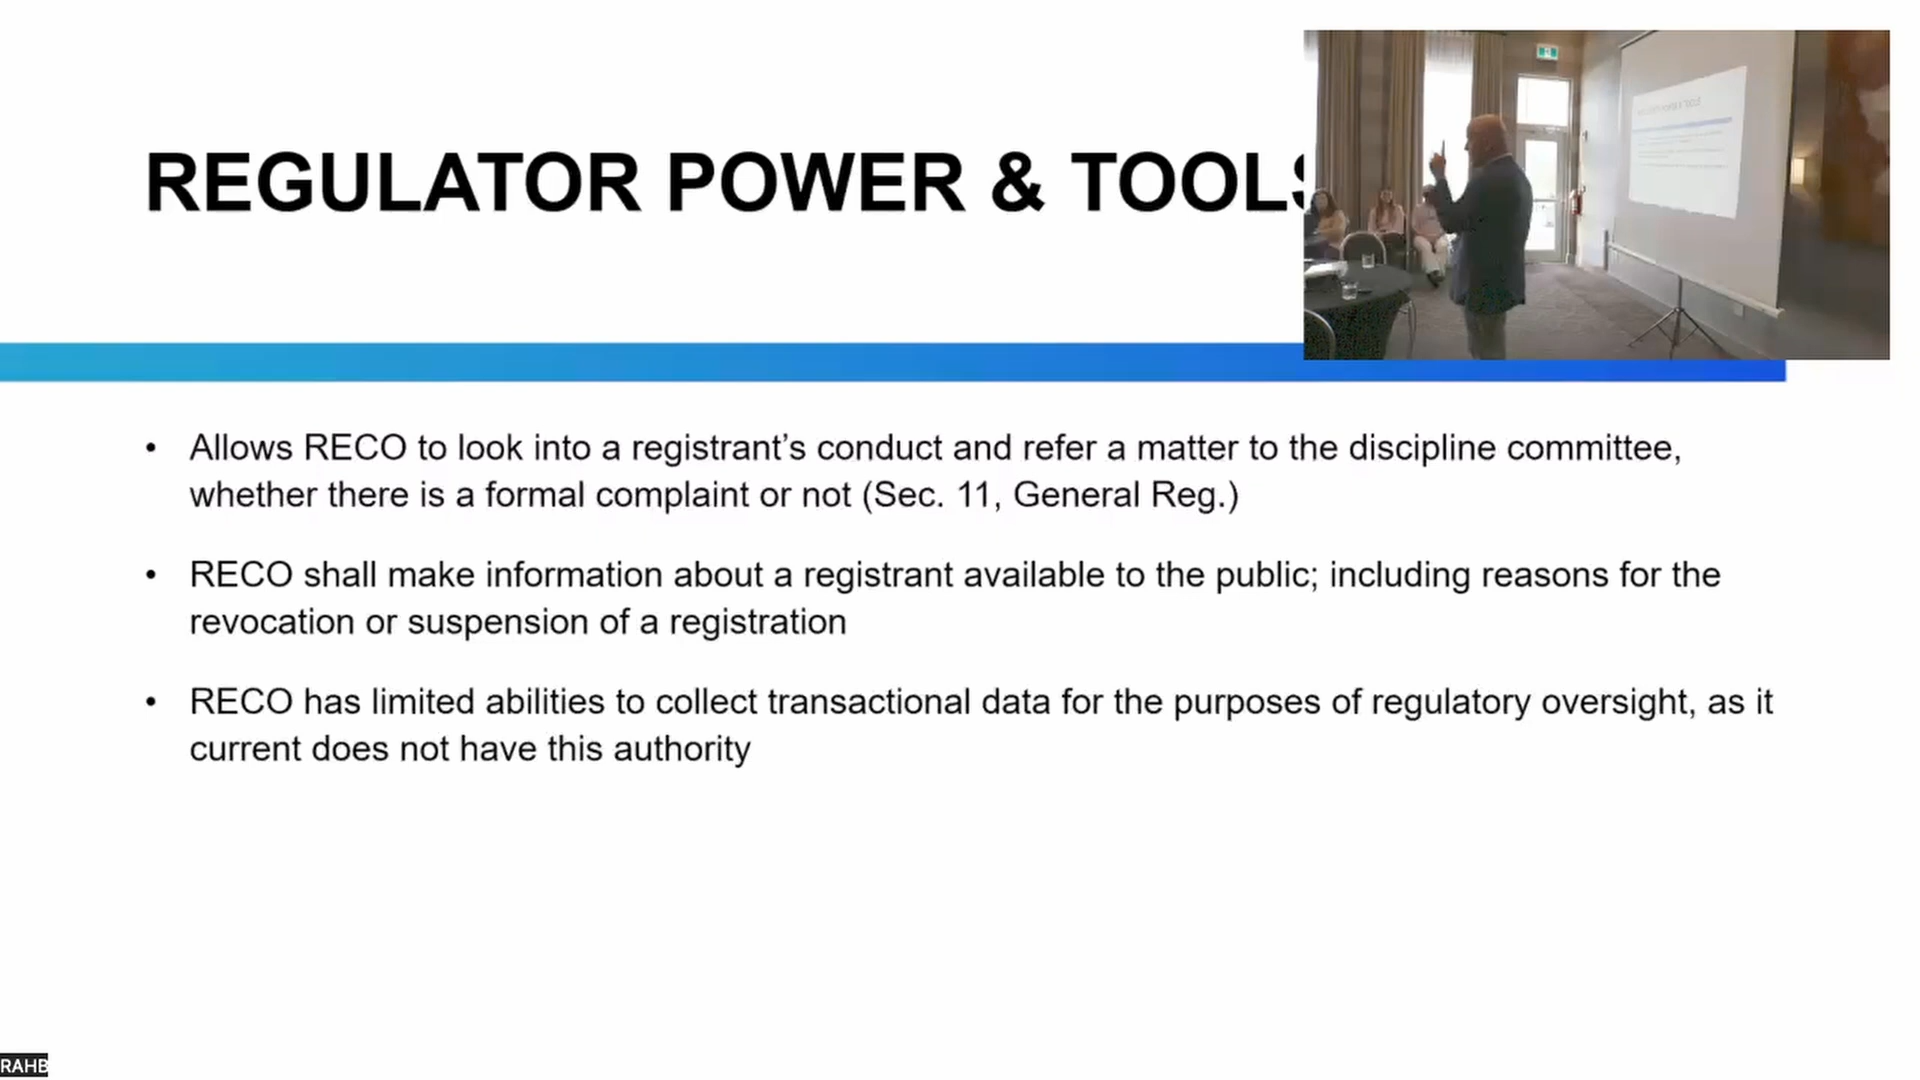 REGULATOR POWER & TOOLS
• Allows RECO to look into a registrant’s conduct and refer a matter to the discipline committee,
whether there is a formal complaint or not (Sec. 11, General Reg.)
• RECO shall make information about a registrant available to the public; including reasons for the
revocation or suspension of a registration
• RECO has limited abilities to collect transactional data for the purposes of regulatory oversight, as it
current does not have this authority
RAHB